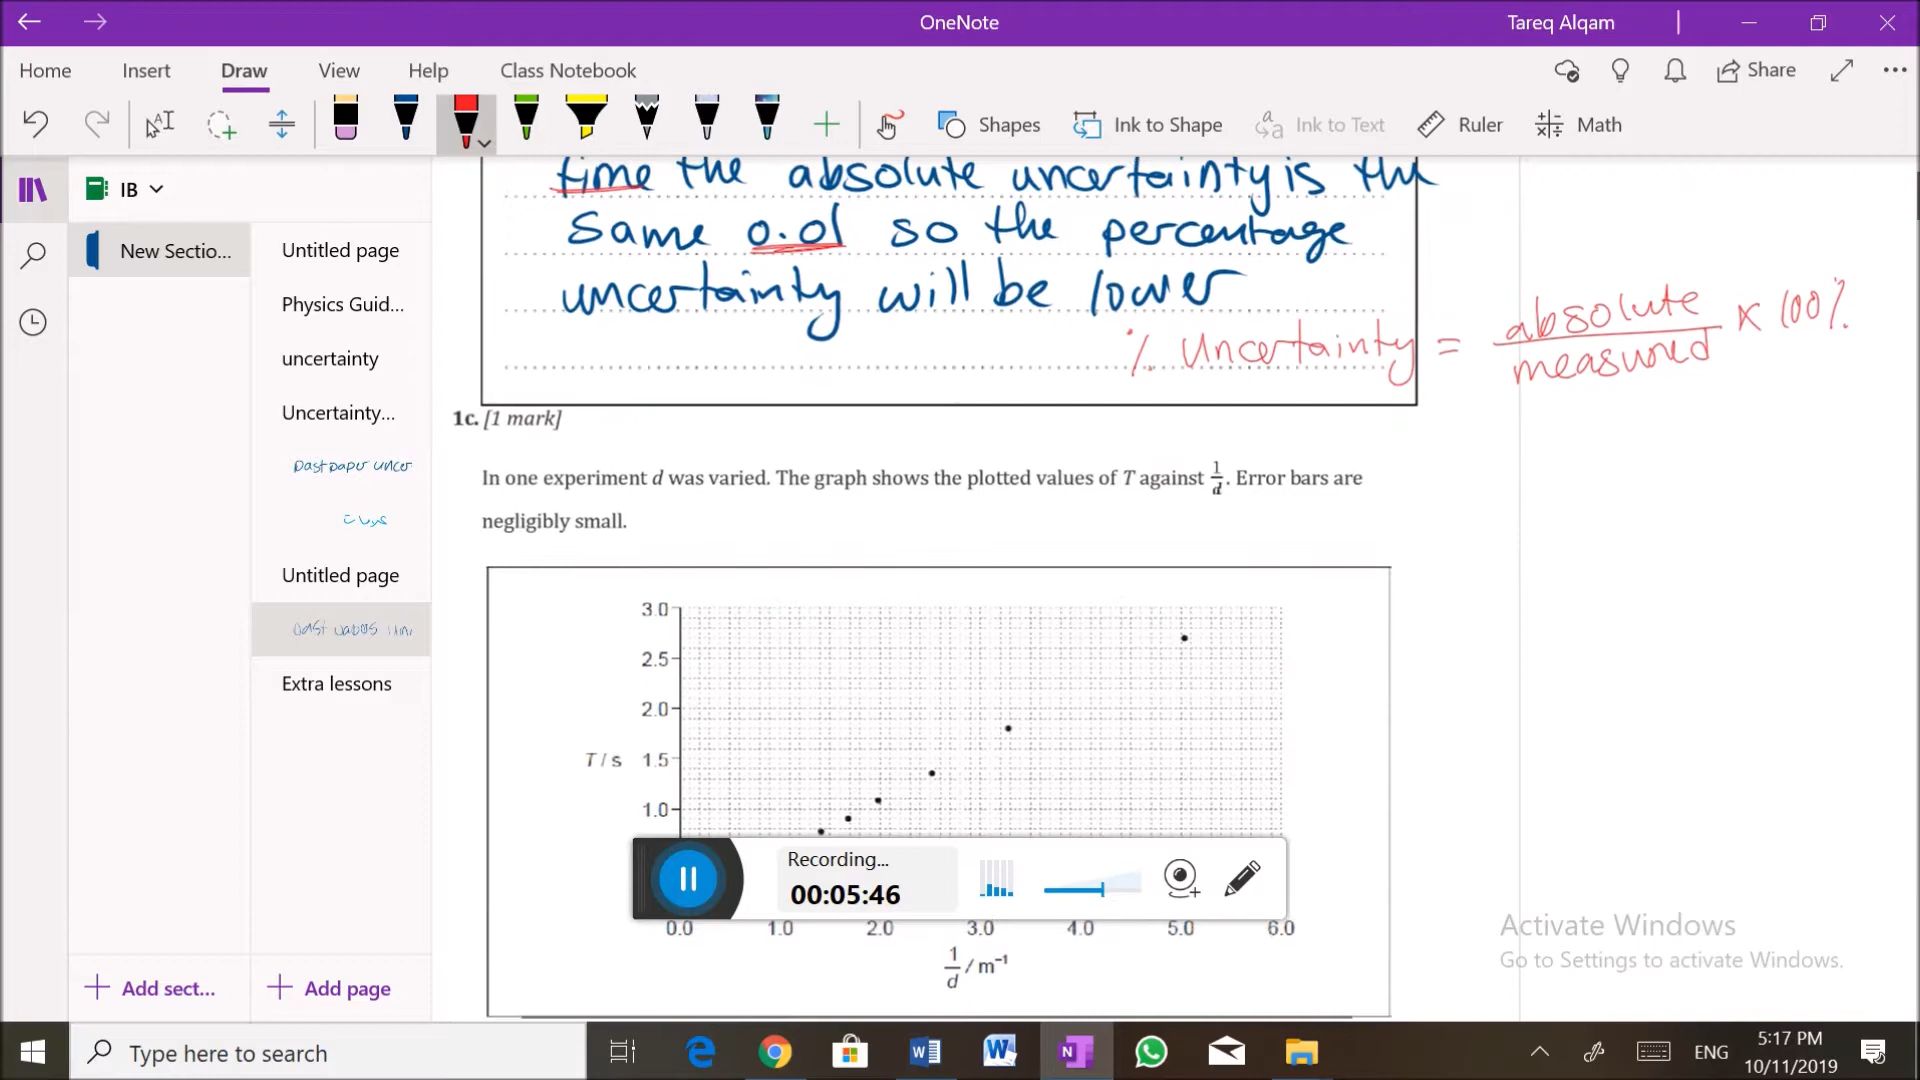 OneNote
Tareq Alqam
Home
Insert
Draw
View
Help
Class Notebook
Share
Shapes
Ink to Shape
Ink to Text
Ruler
Math
IB
New Sectio...
Untitled page
Physics Guid...
uncertainty
Uncertainty...
past paper uncer
Untitled page
Extra lessons
Add sect...
Add page
time the absolute uncertainty is the
same 0.01 so the percentage
uncertainty will be lower
% Uncertainty = absolute / measured × 100%
1c. [1 mark]
In one experiment d was varied. The graph shows the plotted values of T against 1/d. Error bars are
negligibly small.
3.0
2.5
2.0
T / s 1.5
1.0
Recording...
00:05:46
0.0 1.0 2.0 3.0 4.0 5.0 6.0
1/d / m⁻¹
Activate Windows
Go to Settings to activate Windows.
Type here to search
ENG
5:17 PM
10/11/2019